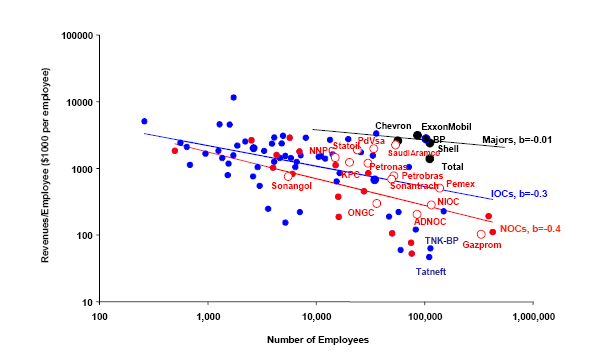 100000
10000
1000
100
10
Revenues/Employee ($1000 per employee)
100
1,000
10,000
100,000
1,000,000
Number of Employees
Chevron
ExxonMobil
BP
Shell
Total
Majors, b=-0.01
PdVsa
Statoil
NNPC
Saudi Aramco
Petronas
KPC
Sonangol
Petrobras
Sonantrach
Pemex
IOCs, b=-0.3
NIOC
ONGC
ADNOC
NOCs, b=-0.4
TNK-BP
Gazprom
Tatneft